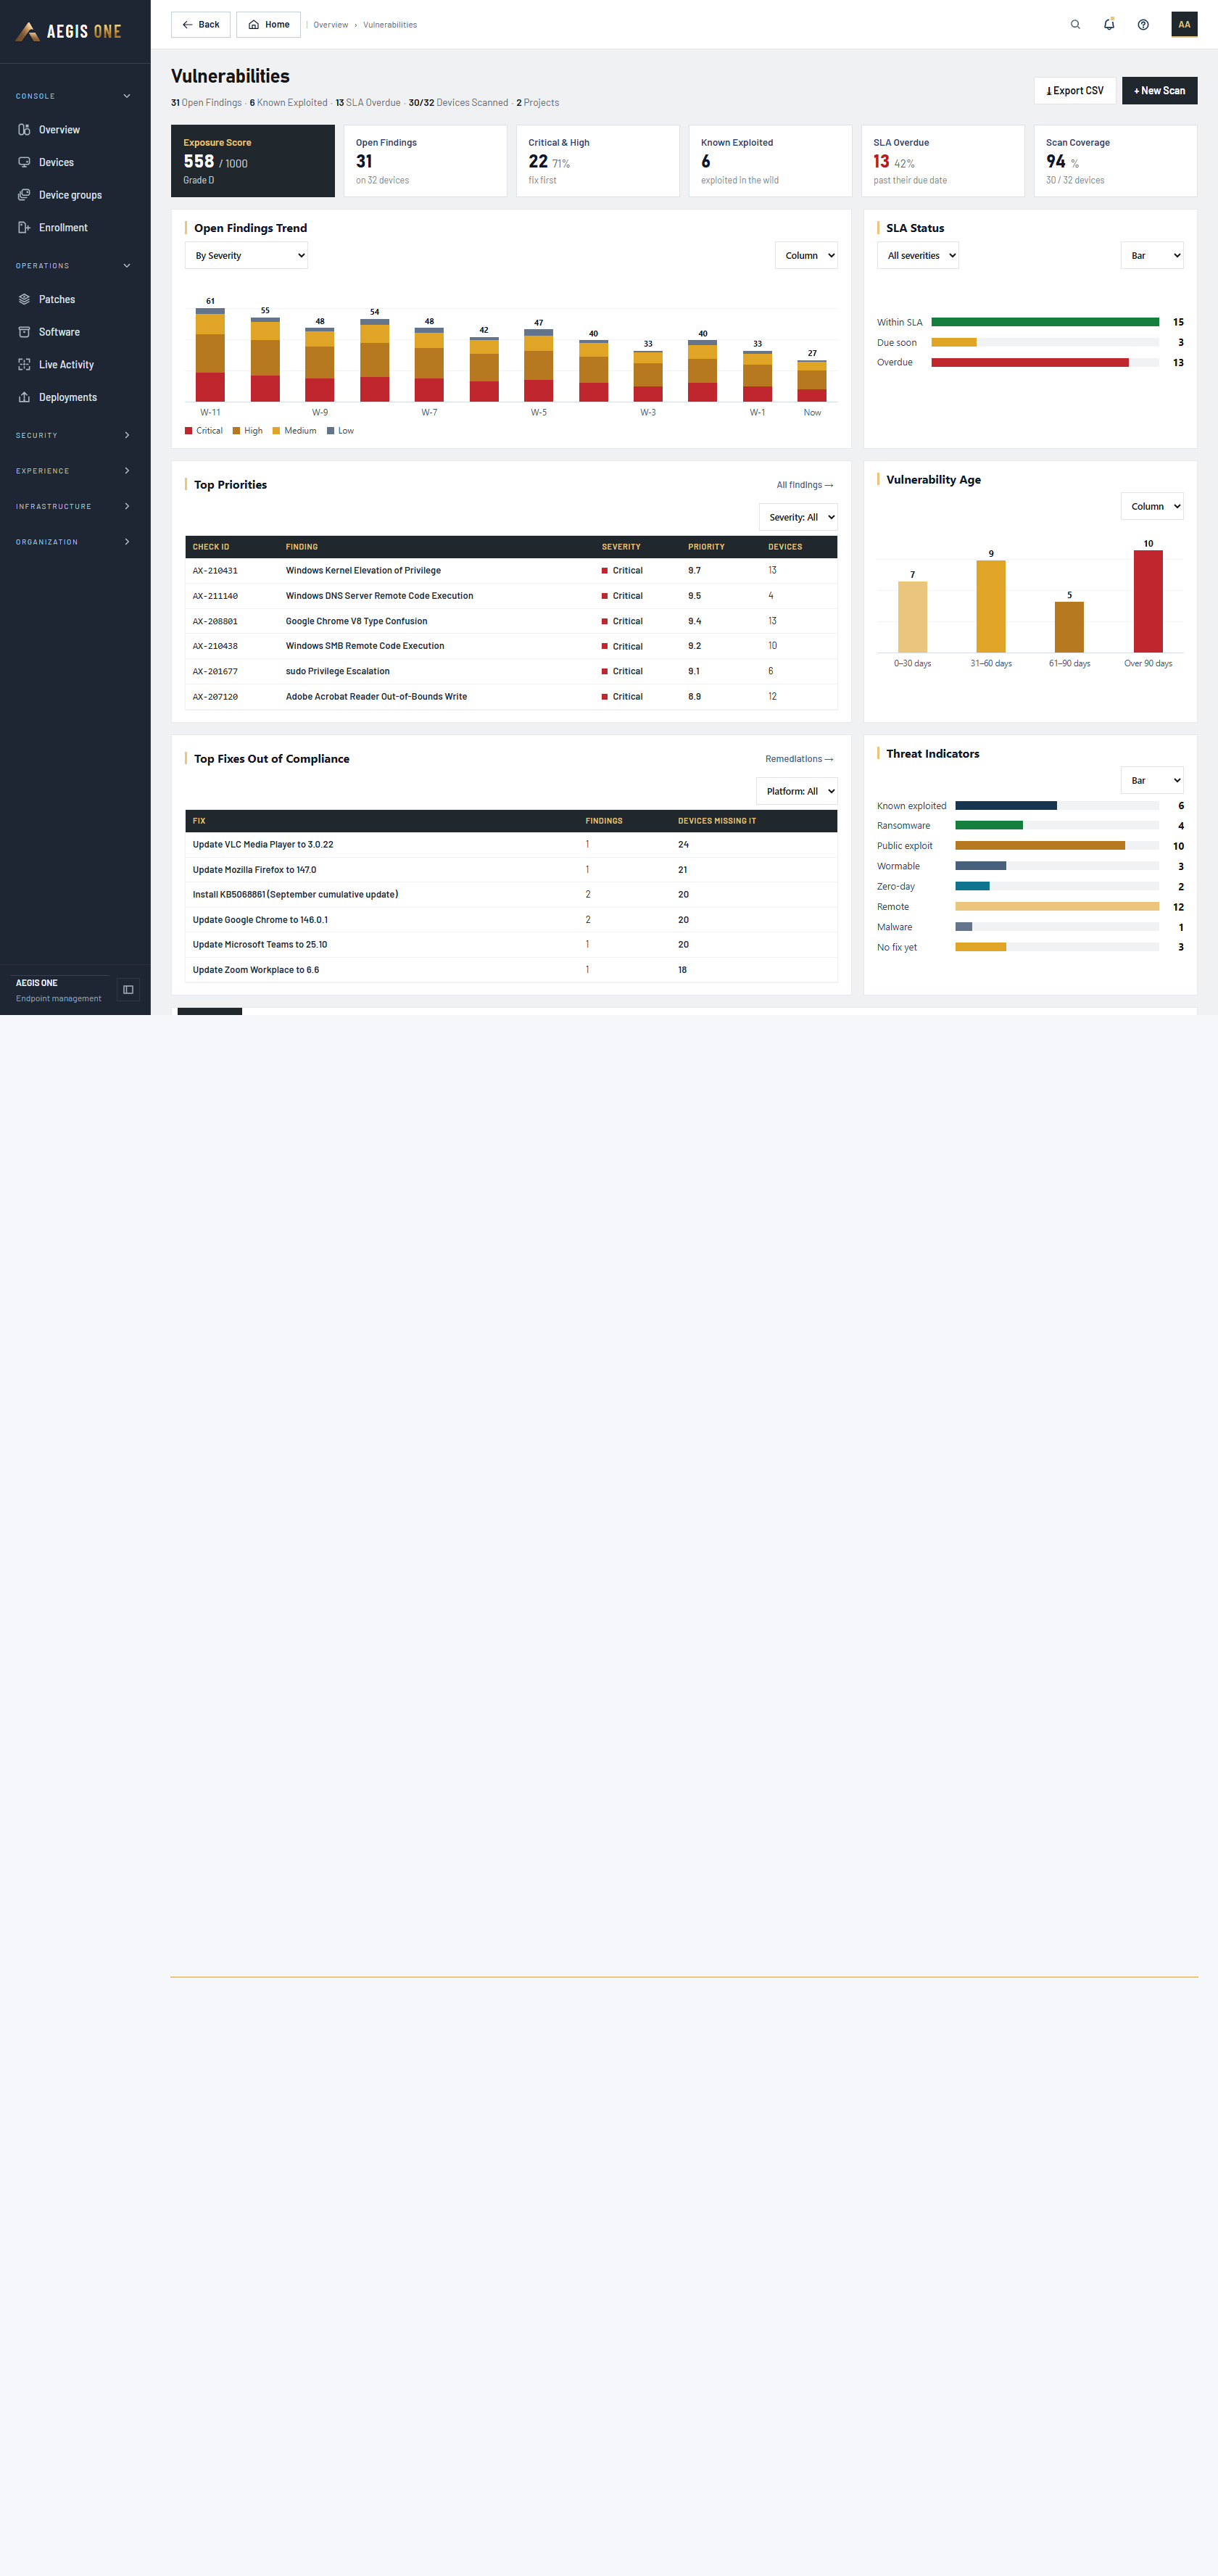 AEGIS ONE
CONSOLE
Overview
Devices
Device groups
Enrollment
OPERATIONS
Patches
Software
Live Activity
Deployments
SECURITY
EXPERIENCE
INFRASTRUCTURE
ORGANIZATION
AEGIS ONE
Endpoint management
← Back
Home
| Overview › Vulnerabilities
AA
Vulnerabilities
31 Open Findings · 6 Known Exploited · 13 SLA Overdue · 30/32 Devices Scanned · 2 Projects
⤓ Export CSV
+ New Scan
Exposure Score
558 / 1000
Grade D
Open Findings
31
on 32 devices
Critical & High
22 71%
fix first
Known Exploited
6
exploited in the wild
SLA Overdue
13 42%
past their due date
Scan Coverage
94 %
30 / 32 devices
Open Findings Trend
By Severity
Column
61 55 48 54 48 42 47 40 33 40 33 27
W-11 W-9 W-7 W-5 W-3 W-1 Now
Critical High Medium Low
SLA Status
All severities
Bar
Within SLA 15
Due soon 3
Overdue 13
Top Priorities
All findings →
Severity: All
CHECK ID FINDING SEVERITY PRIORITY DEVICES
AX-210431 Windows Kernel Elevation of Privilege Critical 9.7 13
AX-211140 Windows DNS Server Remote Code Execution Critical 9.5 4
AX-208801 Google Chrome V8 Type Confusion Critical 9.4 13
AX-210438 Windows SMB Remote Code Execution Critical 9.2 10
AX-201677 sudo Privilege Escalation Critical 9.1 6
AX-207120 Adobe Acrobat Reader Out-of-Bounds Write Critical 8.9 12
Vulnerability Age
Column
7 9 5 10
0–30 days 31–60 days 61–90 days Over 90 days
Top Fixes Out of Compliance
Remediations →
Platform: All
FIX FINDINGS DEVICES MISSING IT
Update VLC Media Player to 3.0.22 1 24
Update Mozilla Firefox to 147.0 1 21
Install KB5068861 (September cumulative update) 2 20
Update Google Chrome to 146.0.1 2 20
Update Microsoft Teams to 25.10 1 20
Update Zoom Workplace to 6.6 1 18
Threat Indicators
Bar
Known exploited 6
Ransomware 4
Public exploit 10
Wormable 3
Zero-day 2
Remote 12
Malware 1
No fix yet 3